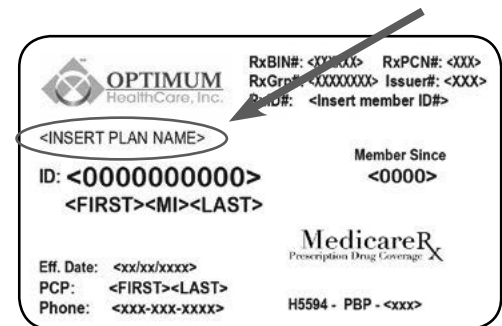 OPTIMUM
HealthCare, Inc.
RxBIN#: <XXXXXX> RxPCN#: <XXX>
RxGrp#: <XXXXXXXX> Issuer#: <XXX>
RxID#: <Insert member ID#>
<INSERT PLAN NAME>
ID: <0000000000>
<FIRST><MI><LAST>
Member Since
<0000>
MedicareRx
Prescription Drug Coverage
Eff. Date: <xx/xx/xxxx>
PCP: <FIRST><LAST>
Phone: <xxx-xxx-xxxx>
H5594 - PBP - <xxx>